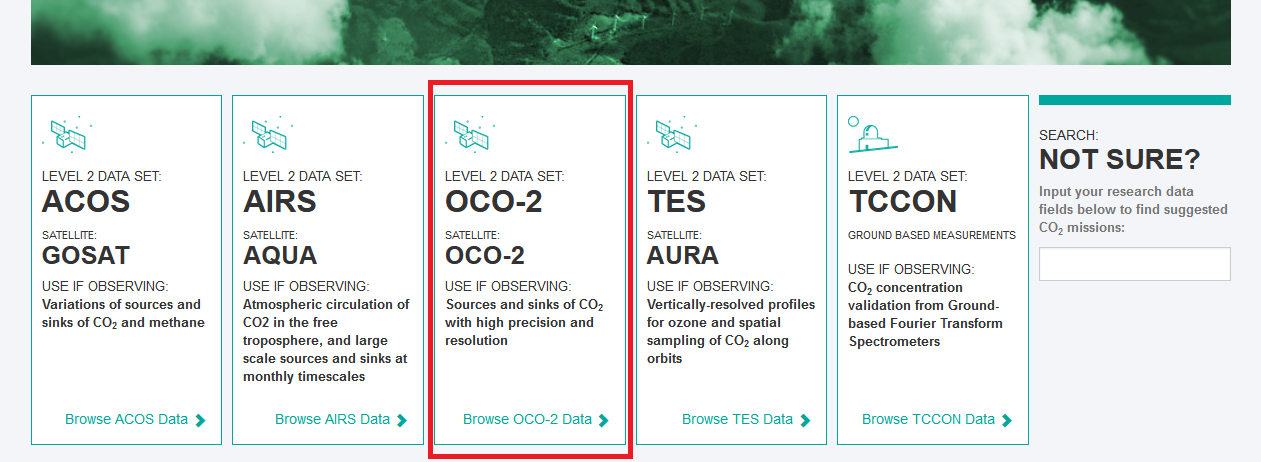 LEVEL 2 DATA SET:
ACOS
SATELLITE:
GOSAT
USE IF OBSERVING:
Variations of sources and
sinks of CO₂ and methane
Browse ACOS Data
LEVEL 2 DATA SET:
AIRS
SATELLITE:
AQUA
USE IF OBSERVING:
Atmospheric circulation of
CO2 in the free
troposphere, and large
scale sources and sinks at
monthly timescales
Browse AIRS Data
LEVEL 2 DATA SET:
OCO-2
SATELLITE:
OCO-2
USE IF OBSERVING:
Sources and sinks of CO₂
with high precision and
resolution
Browse OCO-2 Data
LEVEL 2 DATA SET:
TES
SATELLITE:
AURA
USE IF OBSERVING:
Vertically-resolved profiles
for ozone and spatial
sampling of CO₂ along
orbits
Browse TES Data
LEVEL 2 DATA SET:
TCCON
GROUND BASED MEASUREMENTS
USE IF OBSERVING:
CO₂ concentration
validation from Ground-
based Fourier Transform
Spectrometers
Browse TCCON Data
SEARCH:
NOT SURE?
Input your research data
fields below to find suggested
CO₂ missions: